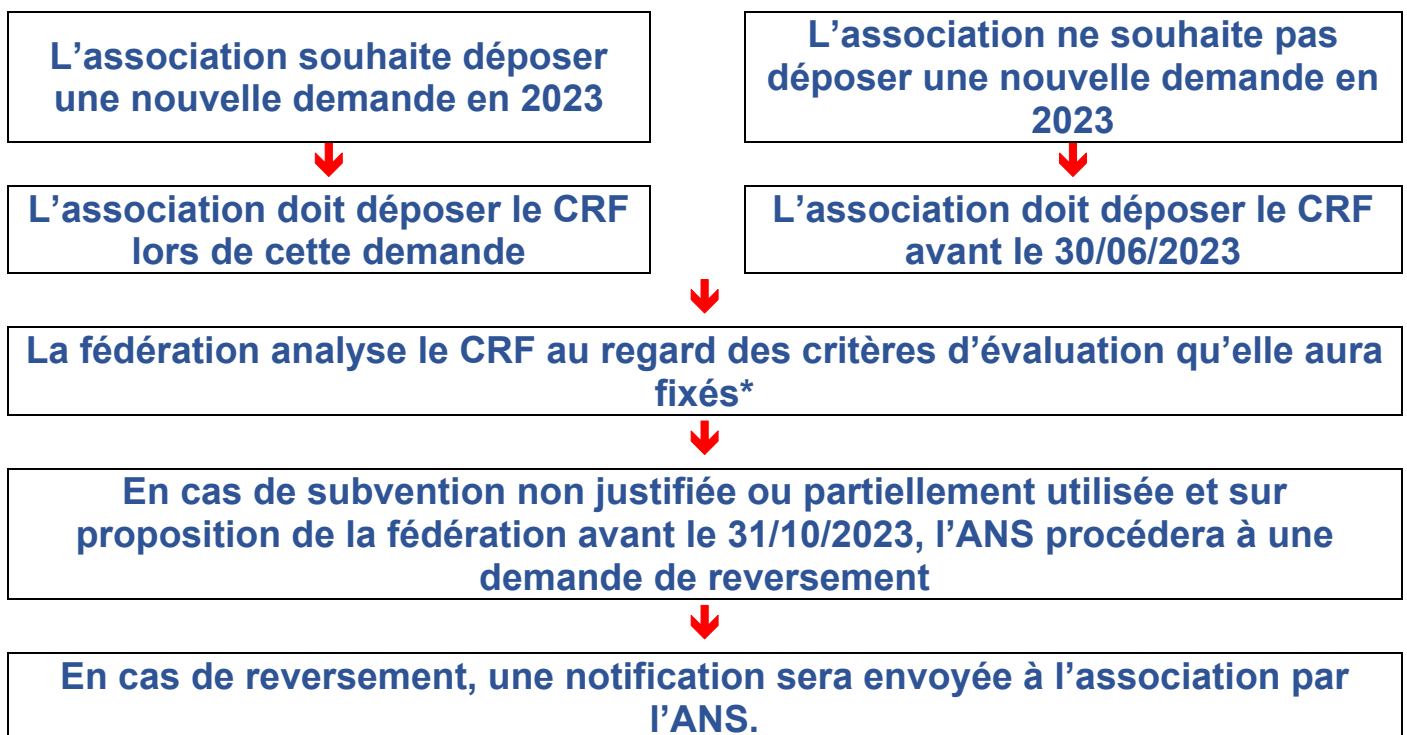 L’association souhaite déposer
une nouvelle demande en 2023
L’association ne souhaite pas
déposer une nouvelle demande en
2023
L’association doit déposer le CRF
lors de cette demande
L’association doit déposer le CRF
avant le 30/06/2023
La fédération analyse le CRF au regard des critères d’évaluation qu’elle aura
fixés*
En cas de subvention non justifiée ou partiellement utilisée et sur
proposition de la fédération avant le 31/10/2023, l’ANS procédera à une
demande de reversement
En cas de reversement, une notification sera envoyée à l’association par
l’ANS.